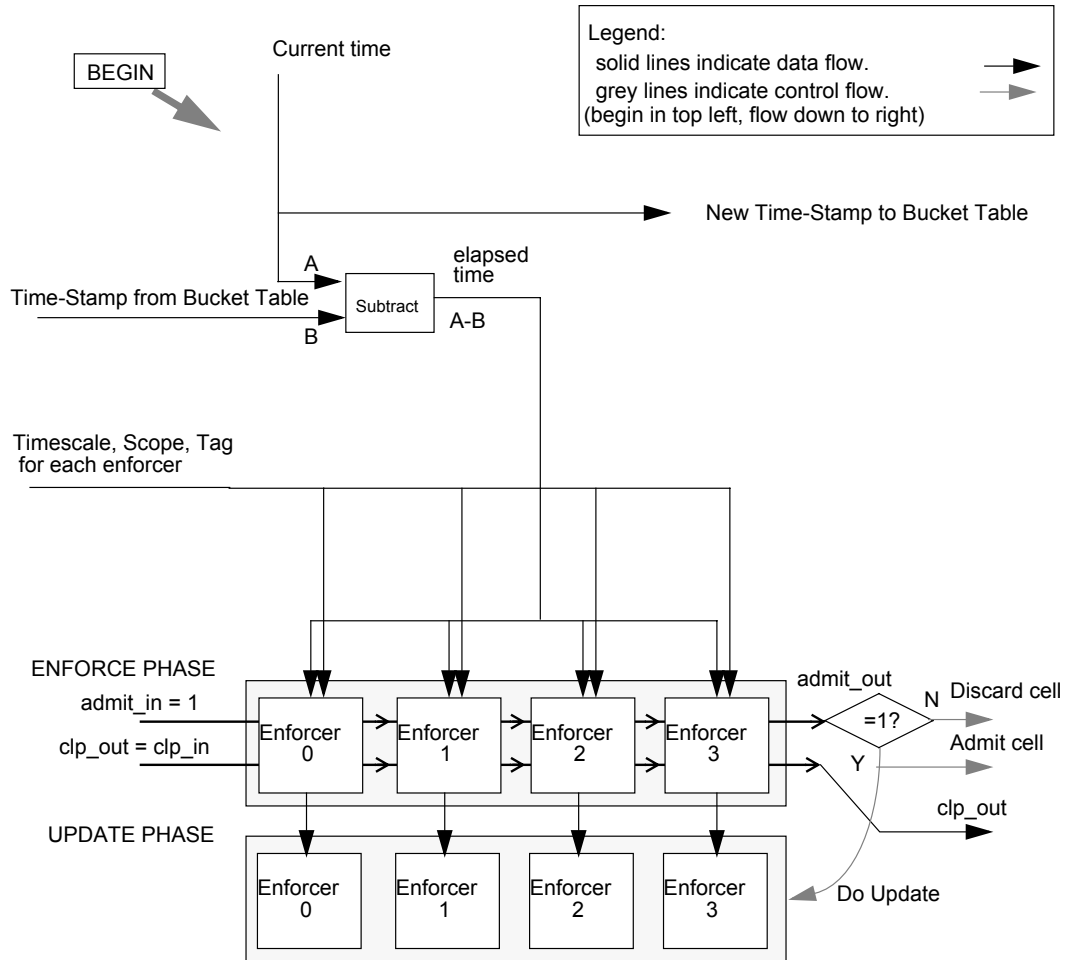 Current time
BEGIN
Legend:
solid lines indicate data flow.
grey lines indicate control flow.
(begin in top left, flow down to right)
New Time-Stamp to Bucket Table
A
elapsed
time
Time-Stamp from Bucket Table
Subtract
B
A-B
Timescale, Scope, Tag
for each enforcer
ENFORCE PHASE
admit_in = 1
clp_out = clp_in
Enforcer
0
Enforcer
1
Enforcer
2
Enforcer
3
admit_out
=1?
N
Discard cell
Y
Admit cell
clp_out
UPDATE PHASE
Enforcer
0
Enforcer
1
Enforcer
2
Enforcer
3
Do Update